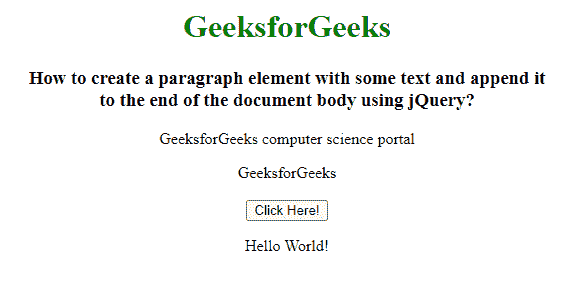 GeeksforGeeks
How to create a paragraph element with some text and append it
to the end of the document body using jQuery?
GeeksforGeeks computer science portal
GeeksforGeeks
Click Here!
Hello World!